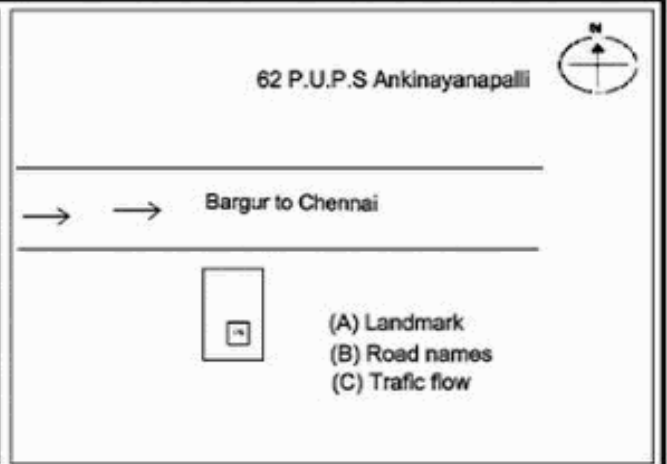 N
62 P.U.P.S Ankinayanapalli
Bargur to Chennai
(A) Landmark
(B) Road names
(C) Trafic flow